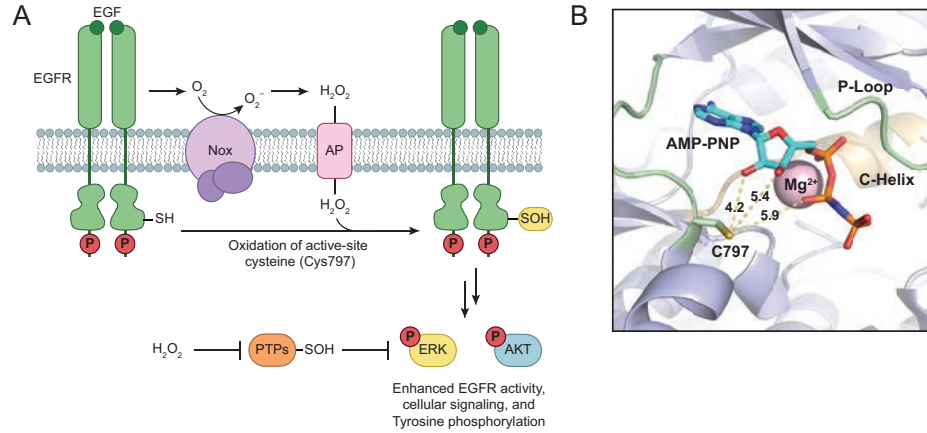 A
EGF
EGFR
O₂
O₂⁻
H₂O₂
Nox
AP
H₂O₂
SH
SOH
P
P
P
P
Oxidation of active-site
cysteine (Cys797)
H₂O₂
PTPs
SOH
P
ERK
P
AKT
Enhanced EGFR activity,
cellular signaling, and
Tyrosine phosphorylation
B
P-Loop
AMP-PNP
Mg²⁺
C-Helix
4.2
5.4
5.9
C797